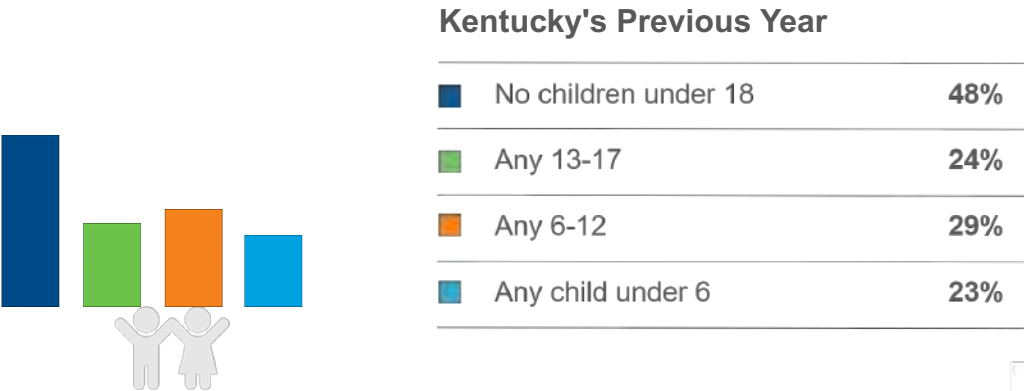 Kentucky's Previous Year
No children under 18 48%
Any 13-17 24%
Any 6-12 29%
Any child under 6 23%